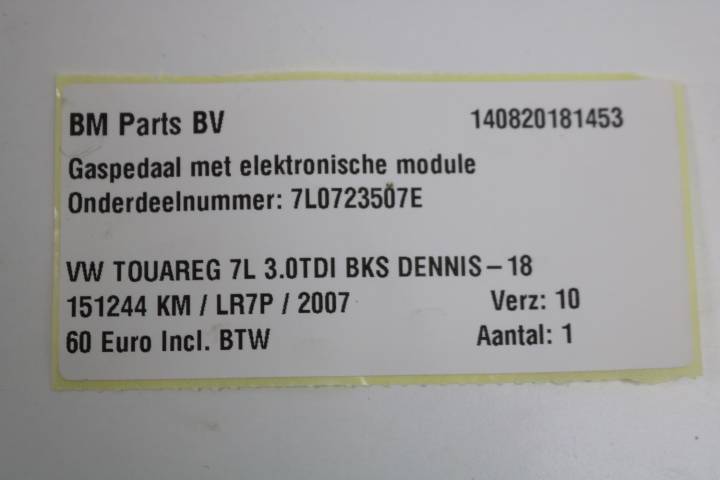 BM Parts BV 140820181453
Gaspedaal met elektronische module
Onderdeelnummer: 7L0723507E
VW TOUAREG 7L 3.0TDI BKS DENNIS-18
151244 KM / LR7P / 2007 Verz: 10
60 Euro Incl. BTW Aantal: 1